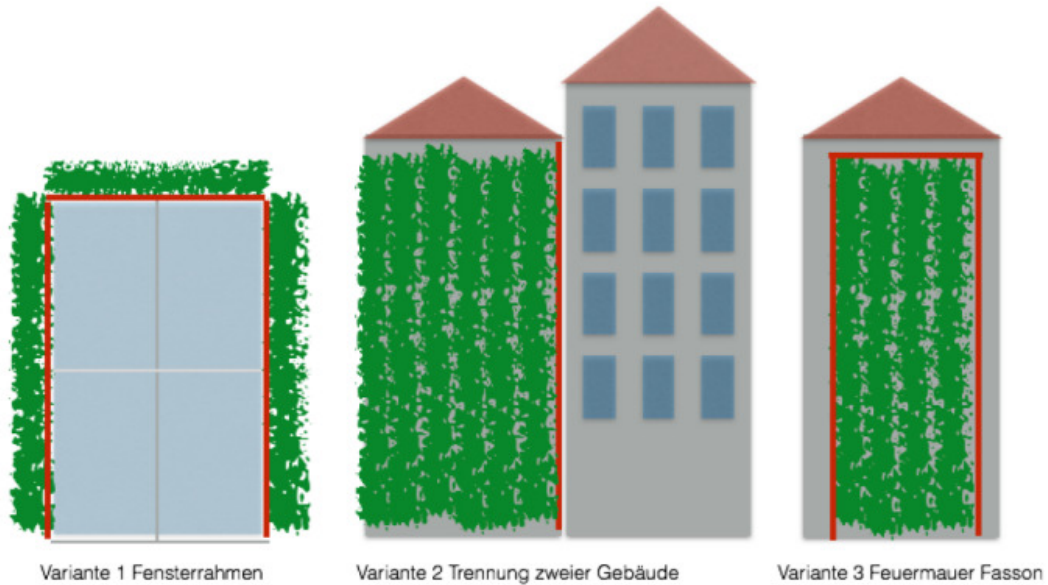 Variante 1 Fensterrahmen
Variante 2 Trennung zweier Gebäude
Variante 3 Feuermauer Fasson